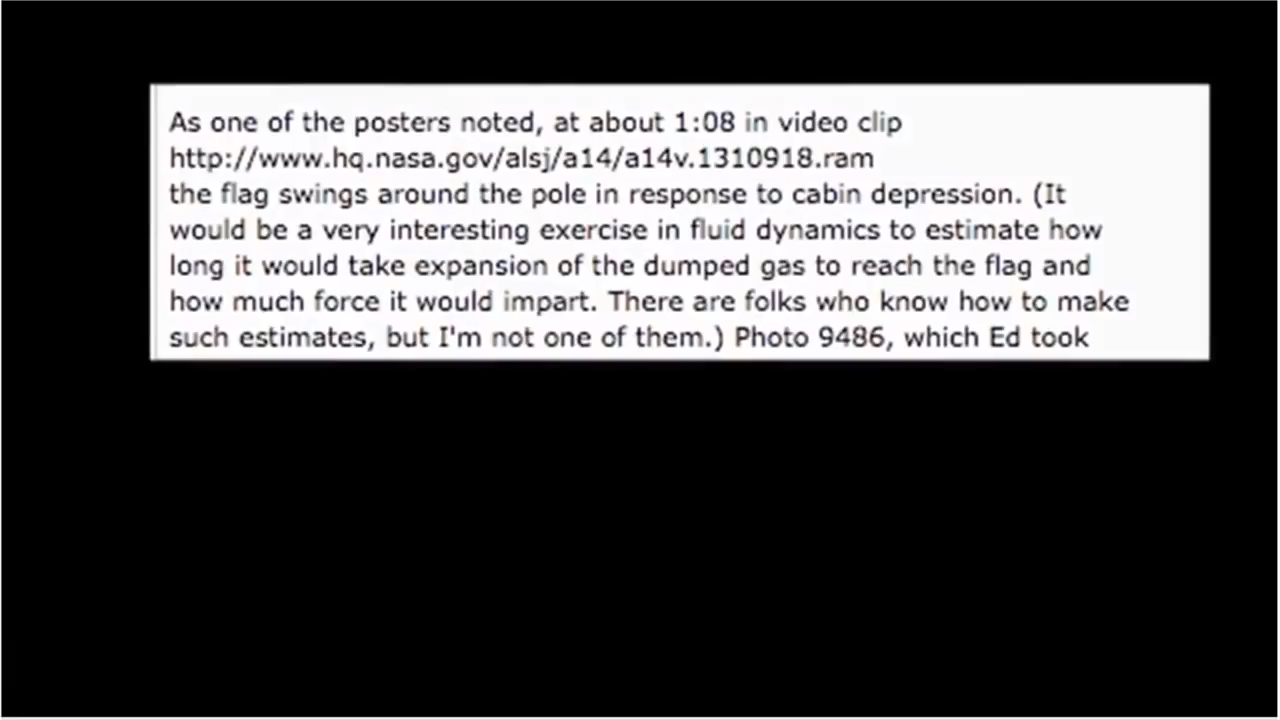 As one of the posters noted, at about 1:08 in video clip
http://www.hq.nasa.gov/alsj/a14/a14v.1310918.ram
the flag swings around the pole in response to cabin depression. (It
would be a very interesting exercise in fluid dynamics to estimate how
long it would take expansion of the dumped gas to reach the flag and
how much force it would impart. There are folks who know how to make
such estimates, but I'm not one of them.) Photo 9486, which Ed took